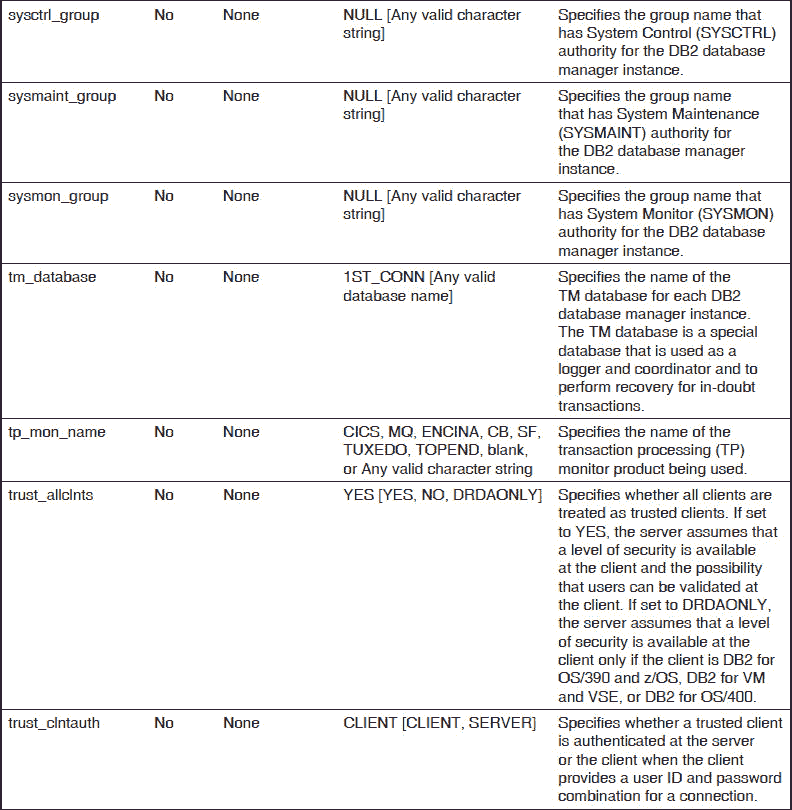 sysctrl_group No None NULL [Any valid character Specifies the group name that
string] has System Control (SYSCTRL)
authority for the DB2 database
manager instance.
sysmaint_group No None NULL [Any valid character Specifies the group name
string] that has System Maintenance
(SYSMAINT) authority for
the DB2 database manager
instance.
sysmon_group No None NULL [Any valid character Specifies the group name that
string] has System Monitor (SYSMON)
authority for the DB2 database
manager instance.
tm_database No None 1ST_CONN [Any valid Specifies the name of the
database name] TM database for each DB2
database manager instance.
The TM database is a special
database that is used as a
logger and coordinator and to
perform recovery for in-doubt
transactions.
tp_mon_name No None CICS, MQ, ENCINA, CB, SF, Specifies the name of the
TUXEDO, TOPEND, blank, transaction processing (TP)
or Any valid character string monitor product being used.
trust_allclnts No None YES [YES, NO, DRDAONLY] Specifies whether all clients are
treated as trusted clients. If set
to YES, the server assumes that
a level of security is available
at the client and the possibility
that users can be validated at
the client. If set to DRDAONLY,
the server assumes that a level
of security is available at the
client only if the client is DB2 for
OS/390 and z/OS, DB2 for VM
and VSE, or DB2 for OS/400.
trust_clntauth No None CLIENT [CLIENT, SERVER] Specifies whether a trusted client
is authenticated at the server
or the client when the client
provides a user ID and password
combination for a connection.